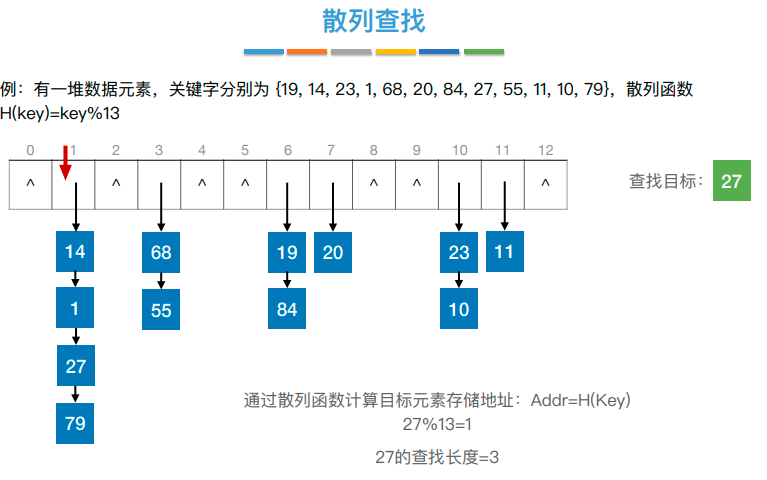 散列查找
例：有一堆数据元素，关键字分别为 {19, 14, 23, 1, 68, 20, 84, 27, 55, 11, 10, 79}，散列函数
H(key)=key%13
0 1 2 3 4 5 6 7 8 9 10 11 12
^ ^ ^ ^ ^ ^ ^ ^
查找目标： 27
14 68 19 20 23 11
1 55 84 10
27
79
通过散列函数计算目标元素存储地址：Addr=H(Key)
27%13=1
27的查找长度=3